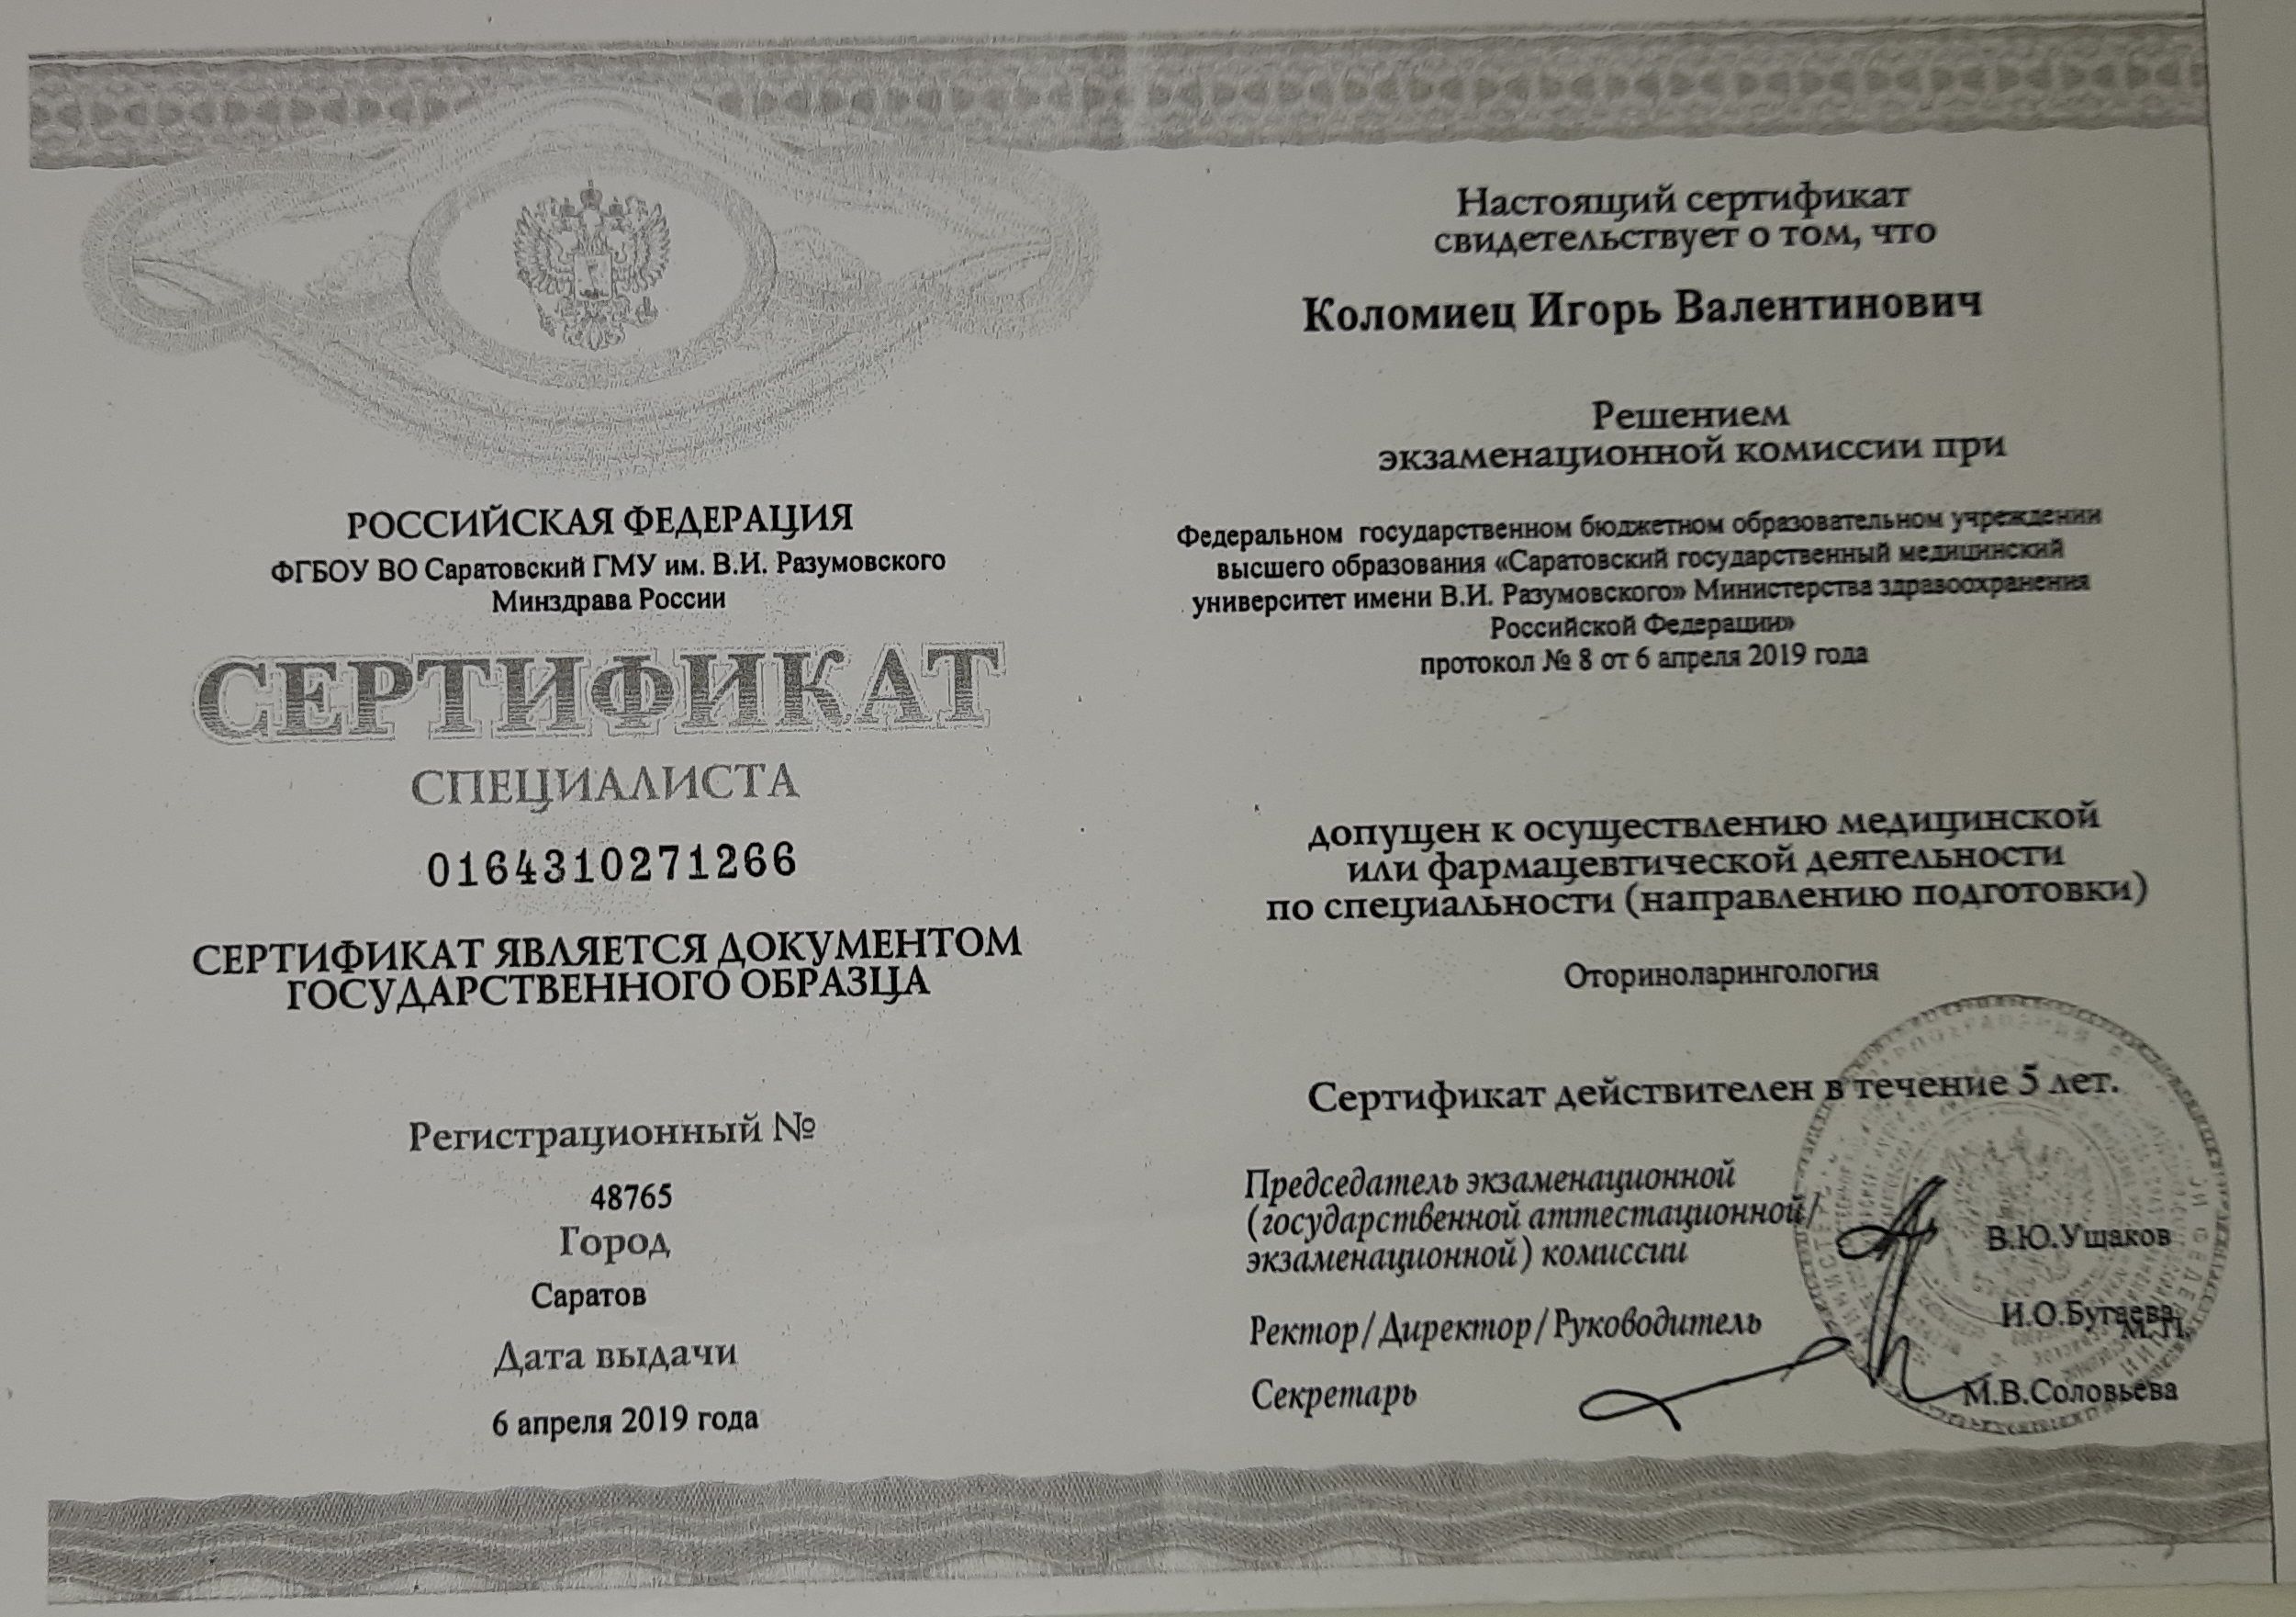 РОССИЙСКАЯ ФЕДЕРАЦИЯ
ФГБОУ ВО Саратовский ГМУ им. В.И. Разумовского
Минздрава России
СЕРТИФИКАТ
СПЕЦИАЛИСТА
0164310271266
СЕРТИФИКАТ ЯВЛЯЕТСЯ ДОКУМЕНТОМ
ГОСУДАРСТВЕННОГО ОБРАЗЦА
Регистрационный №
48765
Город
Саратов
Дата выдачи
6 апреля 2019 года
Настоящий сертификат
свидетельствует о том, что
Коломиец Игорь Валентинович
Решением
экзаменационной комиссии при
Федеральном государственном бюджетном образовательном учреждении
высшего образования «Саратовский государственный медицинский
университет имени В.И. Разумовского» Министерства здравоохранения
Российской Федерации»
протокол № 8 от 6 апреля 2019 года
допущен к осуществлению медицинской
или фармацевтической деятельности
по специальности (направлению подготовки)
Оториноларингология
Сертификат действителен в течение 5 лет.
Председатель экзаменационной
(государственной аттестационной/
экзаменационной) комиссии
В.Ю.Ушаков
Ректор/Директор/Руководитель
И.О.Бугаева
М.П.
Секретарь
М.В.Соловьева